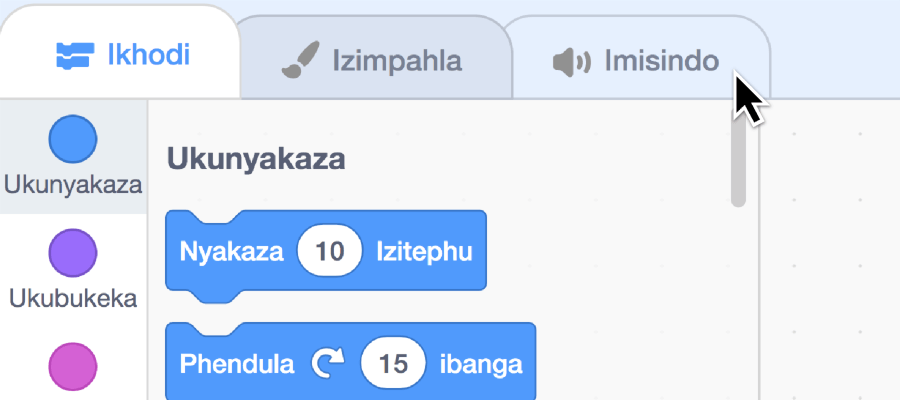 Ikhodi
Izimpahla
Imisindo
Ukunyakaza
Ukunyakaza
Nyakaza 10 Izitephu
Ukubukeka
Phendula 15 ibanga